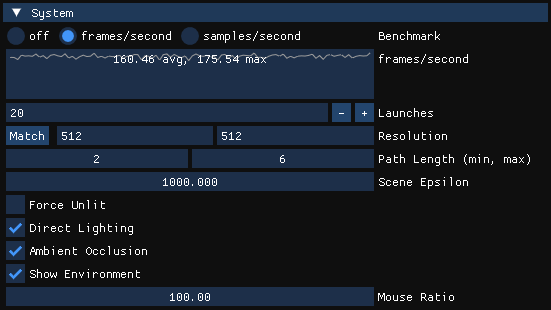 System
off frames/second samples/second Benchmark
160.46 avg, 175.54 max frames/second
20 - + Launches
Match 512 512 Resolution
2 6 Path Length (min, max)
1000.000 Scene Epsilon
Force Unlit
Direct Lighting
Ambient Occlusion
Show Environment
100.00 Mouse Ratio